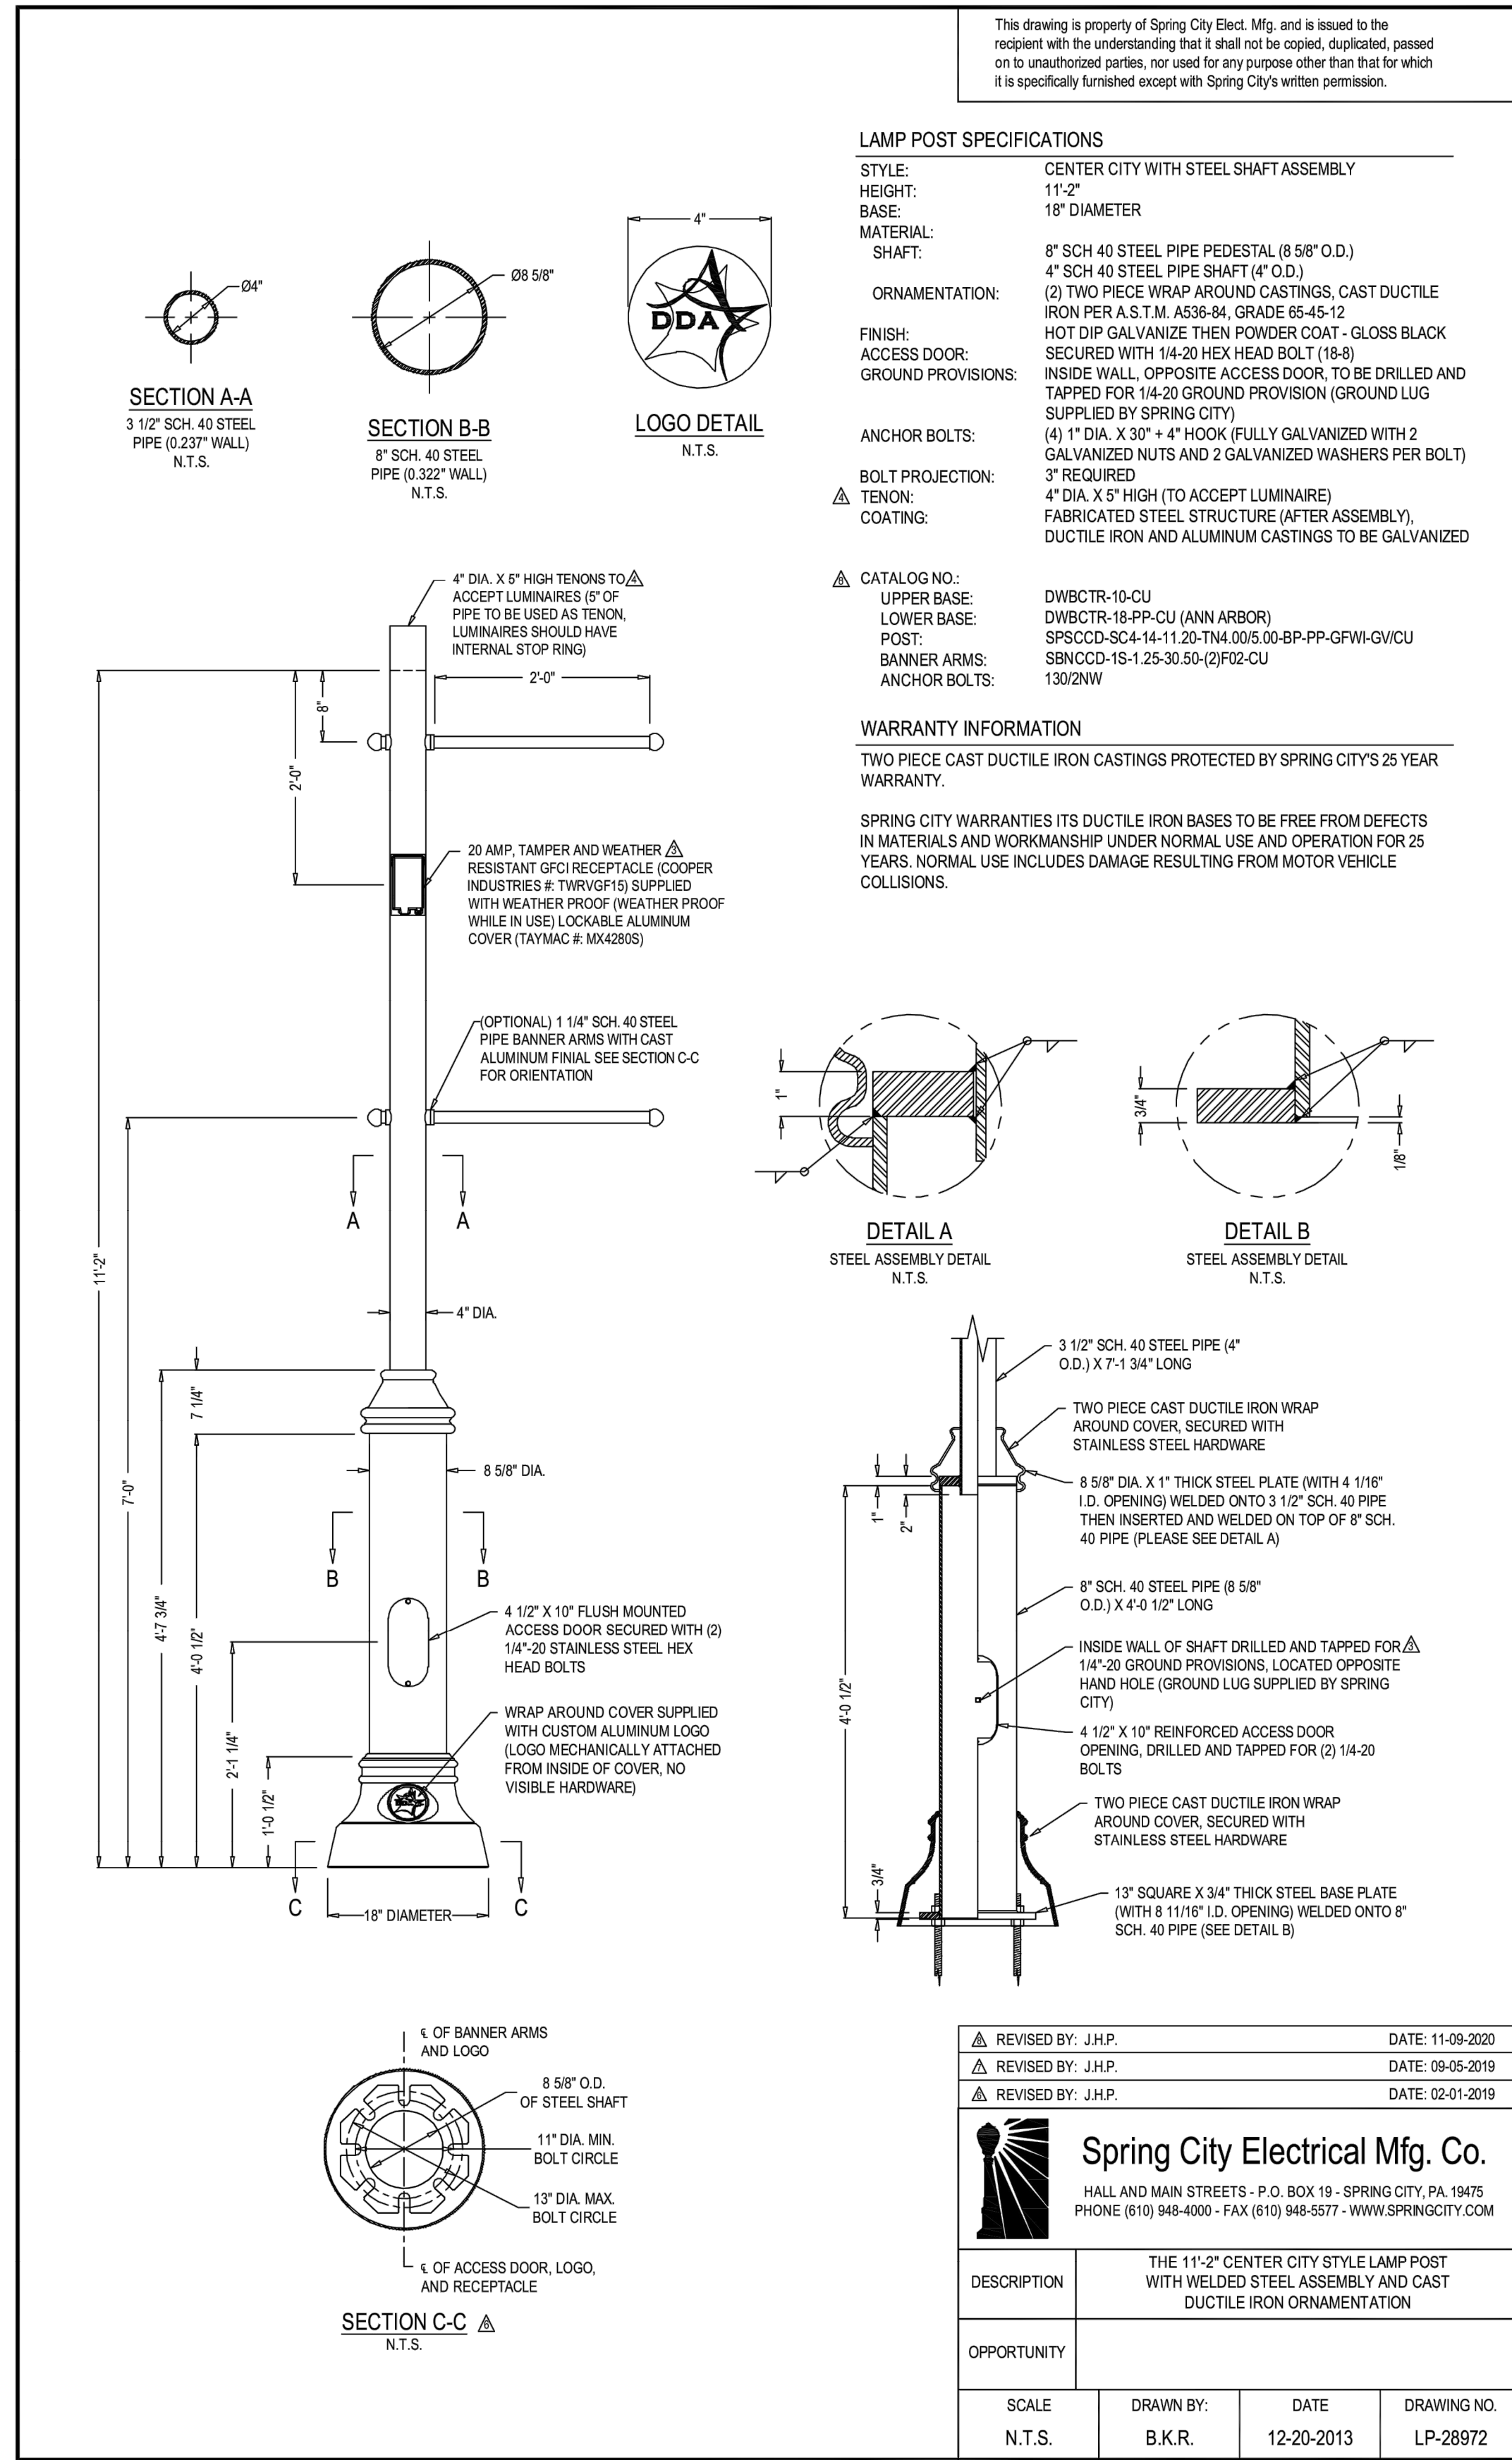 This drawing is property of Spring City Elect. Mfg. and is issued to the
recipient with the understanding that it shall not be copied, duplicated, passed
on to unauthorized parties, nor used for any purpose other than that for which
it is specifically furnished except with Spring City's written permission.
LAMP POST SPECIFICATIONS
STYLE: CENTER CITY WITH STEEL SHAFT ASSEMBLY
HEIGHT: 11'-2"
BASE: 18" DIAMETER
MATERIAL:
SHAFT: 8" SCH 40 STEEL PIPE PEDESTAL (8 5/8" O.D.)
4" SCH 40 STEEL PIPE SHAFT (4" O.D.)
ORNAMENTATION: (2) TWO PIECE WRAP AROUND CASTINGS, CAST DUCTILE
IRON PER A.S.T.M. A536-84, GRADE 65-45-12
FINISH: HOT DIP GALVANIZE THEN POWDER COAT - GLOSS BLACK
ACCESS DOOR: SECURED WITH 1/4-20 HEX HEAD BOLT (18-8)
GROUND PROVISIONS: INSIDE WALL, OPPOSITE ACCESS DOOR, TO BE DRILLED AND
TAPPED FOR 1/4-20 GROUND PROVISION (GROUND LUG
SUPPLIED BY SPRING CITY)
ANCHOR BOLTS: (4) 1" DIA. X 30" + 4" HOOK (FULLY GALVANIZED WITH 2
GALVANIZED NUTS AND 2 GALVANIZED WASHERS PER BOLT)
BOLT PROJECTION: 3" REQUIRED
4 TENON: 4" DIA. X 5" HIGH (TO ACCEPT LUMINAIRE)
COATING: FABRICATED STEEL STRUCTURE (AFTER ASSEMBLY),
DUCTILE IRON AND ALUMINUM CASTINGS TO BE GALVANIZED
8 CATALOG NO.:
UPPER BASE: DWBCTR-10-CU
LOWER BASE: DWBCTR-18-PP-CU (ANN ARBOR)
POST: SPSCCD-SC4-14-11.20-TN4.00/5.00-BP-PP-GFWI-GV/CU
BANNER ARMS: SBNCCD-1S-1.25-30.50-(2)F02-CU
ANCHOR BOLTS: 130/2NW
WARRANTY INFORMATION
TWO PIECE CAST DUCTILE IRON CASTINGS PROTECTED BY SPRING CITY'S 25 YEAR
WARRANTY.
SPRING CITY WARRANTIES ITS DUCTILE IRON BASES TO BE FREE FROM DEFECTS
IN MATERIALS AND WORKMANSHIP UNDER NORMAL USE AND OPERATION FOR 25
YEARS. NORMAL USE INCLUDES DAMAGE RESULTING FROM MOTOR VEHICLE
COLLISIONS.
Ø4"
SECTION A-A
3 1/2" SCH. 40 STEEL
PIPE (0.237" WALL)
N.T.S.
Ø8 5/8"
SECTION B-B
8" SCH. 40 STEEL
PIPE (0.322" WALL)
N.T.S.
4"
DDA
LOGO DETAIL
N.T.S.
4" DIA. X 5" HIGH TENONS TO 4
ACCEPT LUMINAIRES (5" OF
PIPE TO BE USED AS TENON,
LUMINAIRES SHOULD HAVE
INTERNAL STOP RING)
2'-0"
8"
2'-0"
20 AMP, TAMPER AND WEATHER 3
RESISTANT GFCI RECEPTACLE (COOPER
INDUSTRIES #: TWRVGF15) SUPPLIED
WITH WEATHER PROOF (WEATHER PROOF
WHILE IN USE) LOCKABLE ALUMINUM
COVER (TAYMAC #: MX4280S)
(OPTIONAL) 1 1/4" SCH. 40 STEEL
PIPE BANNER ARMS WITH CAST
ALUMINUM FINIAL SEE SECTION C-C
FOR ORIENTATION
A A
11'-2"
4" DIA.
7 1/4"
7'-0"
8 5/8" DIA.
B B
4'-7 3/4"
4'-0 1/2"
4 1/2" X 10" FLUSH MOUNTED
ACCESS DOOR SECURED WITH (2)
1/4"-20 STAINLESS STEEL HEX
HEAD BOLTS
2'-1 1/4"
1'-0 1/2"
WRAP AROUND COVER SUPPLIED
WITH CUSTOM ALUMINUM LOGO
(LOGO MECHANICALLY ATTACHED
FROM INSIDE OF COVER, NO
VISIBLE HARDWARE)
C C
18" DIAMETER
1"
DETAIL A
STEEL ASSEMBLY DETAIL
N.T.S.
3/4"
1/8"
DETAIL B
STEEL ASSEMBLY DETAIL
N.T.S.
3 1/2" SCH. 40 STEEL PIPE (4"
O.D.) X 7'-1 3/4" LONG
TWO PIECE CAST DUCTILE IRON WRAP
AROUND COVER, SECURED WITH
STAINLESS STEEL HARDWARE
8 5/8" DIA. X 1" THICK STEEL PLATE (WITH 4 1/16"
I.D. OPENING) WELDED ONTO 3 1/2" SCH. 40 PIPE
THEN INSERTED AND WELDED ON TOP OF 8" SCH.
40 PIPE (PLEASE SEE DETAIL A)
1"
2"
8" SCH. 40 STEEL PIPE (8 5/8"
O.D.) X 4'-0 1/2" LONG
INSIDE WALL OF SHAFT DRILLED AND TAPPED FOR 3
1/4"-20 GROUND PROVISIONS, LOCATED OPPOSITE
HAND HOLE (GROUND LUG SUPPLIED BY SPRING
CITY)
4'-0 1/2"
4 1/2" X 10" REINFORCED ACCESS DOOR
OPENING, DRILLED AND TAPPED FOR (2) 1/4-20
BOLTS
TWO PIECE CAST DUCTILE IRON WRAP
AROUND COVER, SECURED WITH
STAINLESS STEEL HARDWARE
3/4"
13" SQUARE X 3/4" THICK STEEL BASE PLATE
(WITH 8 11/16" I.D. OPENING) WELDED ONTO 8"
SCH. 40 PIPE (SEE DETAIL B)
℄ OF BANNER ARMS
AND LOGO
8 5/8" O.D.
OF STEEL SHAFT
11" DIA. MIN.
BOLT CIRCLE
13" DIA. MAX.
BOLT CIRCLE
℄ OF ACCESS DOOR, LOGO,
AND RECEPTACLE
SECTION C-C 6
N.T.S.
8 REVISED BY: J.H.P. DATE: 11-09-2020
7 REVISED BY: J.H.P. DATE: 09-05-2019
6 REVISED BY: J.H.P. DATE: 02-01-2019
Spring City Electrical Mfg. Co.
HALL AND MAIN STREETS - P.O. BOX 19 - SPRING CITY, PA. 19475
PHONE (610) 948-4000 - FAX (610) 948-5577 - WWW.SPRINGCITY.COM
DESCRIPTION
THE 11'-2" CENTER CITY STYLE LAMP POST
WITH WELDED STEEL ASSEMBLY AND CAST
DUCTILE IRON ORNAMENTATION
OPPORTUNITY
SCALE DRAWN BY: DATE DRAWING NO.
N.T.S. B.K.R. 12-20-2013 LP-28972